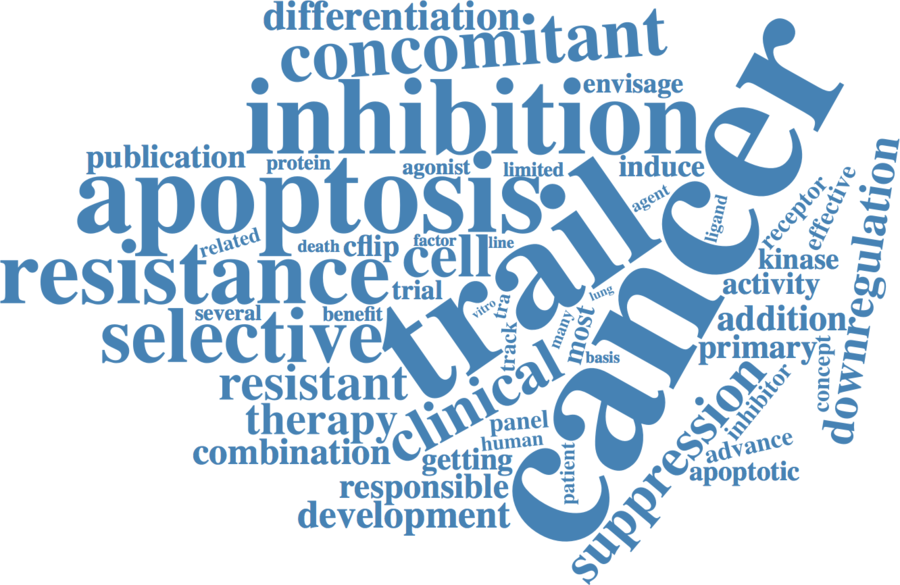 differentiation
concomitant
inhibition
envisage
publication
protein
agonist
limited
induce
apoptosis
trail
cancer
agent
ligand
receptor
effective
downregulation
related
death
cflip
factor
cell
line
kinase
resistance
trial
vitro
tra
lung
activity
several
benefit
selective
track
many
most
basis
addition
primary
concept
resistant
clinical
therapy
suppression
inhibitor
combination
panel
human
getting
patient
advance
apoptotic
responsible
development